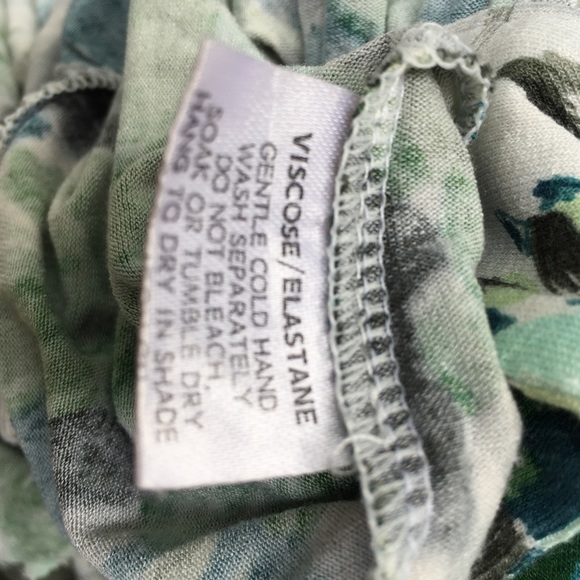 VISCOSE/ELASTANE
GENTLE COLD HAND
WASH SEPARATELY
DO NOT BLEACH,
SOAK OR TUMBLE DRY
HANG TO DRY IN SHADE